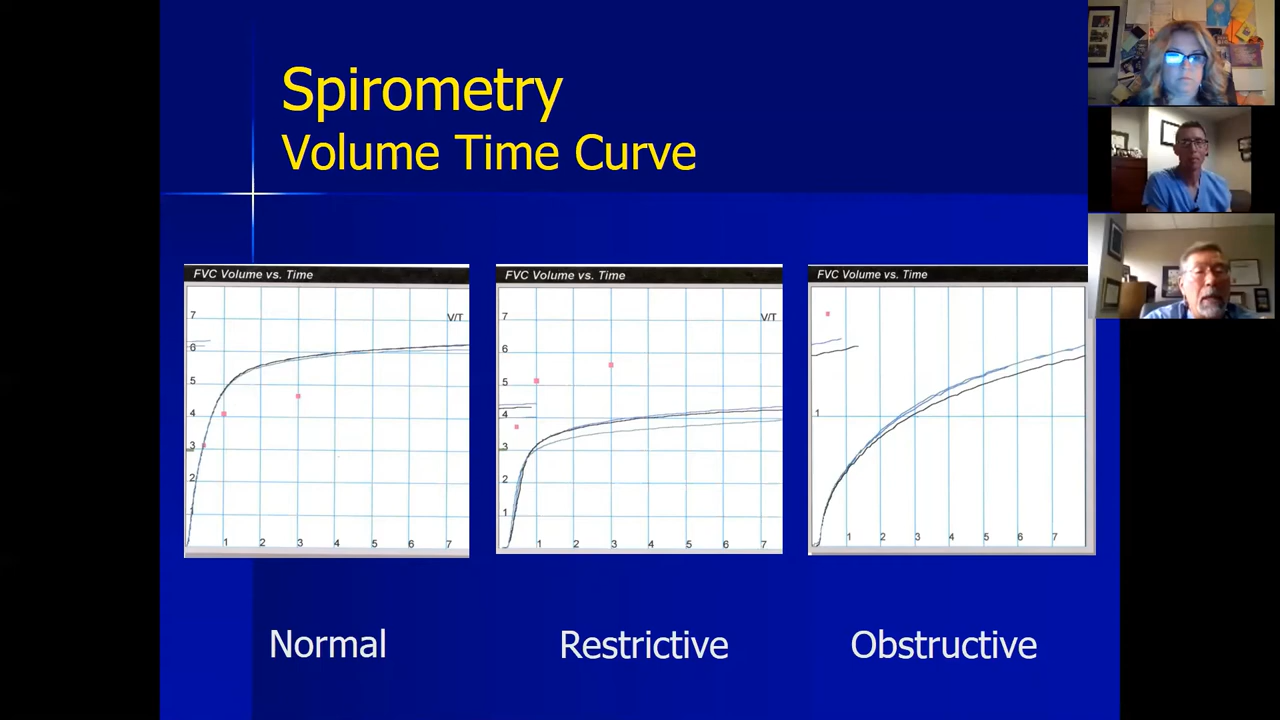 Spirometry
Volume Time Curve
FVC Volume vs. Time
7
V/T
6
5
4
3
2
1
1 2 3 4 5 6 7
FVC Volume vs. Time
7
V/T
6
5
4
3
2
1
1 2 3 4 5 6 7
FVC Volume vs. Time
1
1 2 3 4 5 6 7
Normal
Restrictive
Obstructive